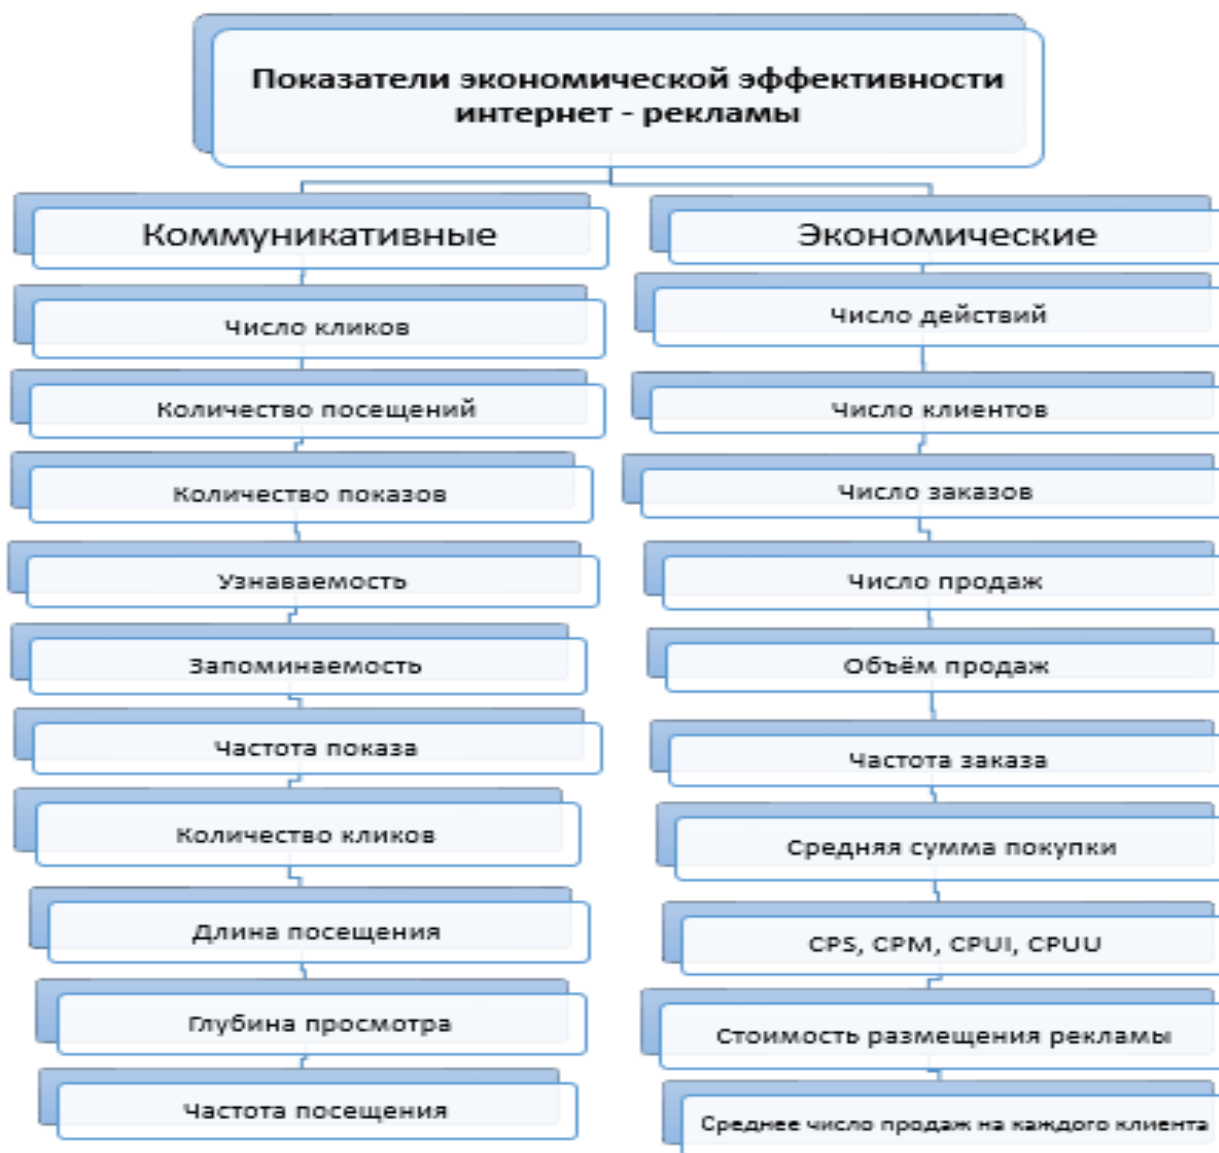 Показатели экономической эффективности
интернет - рекламы
Коммуникативные
Число кликов
Количество посещений
Количество показов
Узнаваемость
Запоминаемость
Частота показа
Количество кликов
Длина посещения
Глубина просмотра
Частота посещения
Экономические
Число действий
Число клиентов
Число заказов
Число продаж
Объём продаж
Частота заказа
Средняя сумма покупки
CPS, CPM, CPUI, CPUU
Стоимость размещения рекламы
Среднее число продаж на каждого клиента